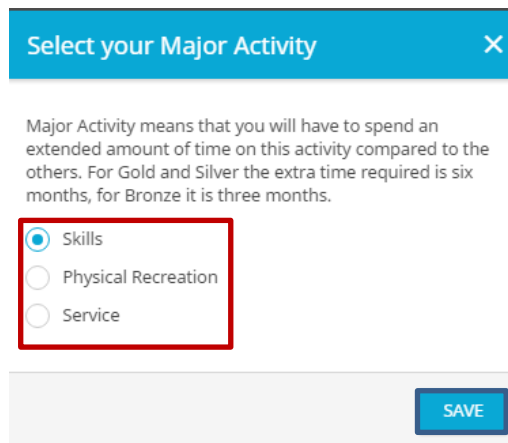 Select your Major Activity
Major Activity means that you will have to spend an
extended amount of time on this activity compared to the
others. For Gold and Silver the extra time required is six
months, for Bronze it is three months.
Skills
Physical Recreation
Service
SAVE